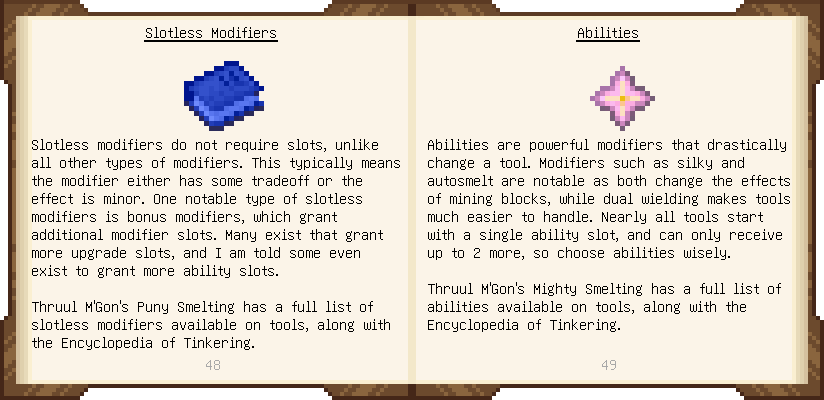 Slotless Modifiers
Slotless modifiers do not require slots, unlike
all other types of modifiers. This typically means
the modifier either has some tradeoff or the
effect is minor. One notable type of slotless
modifiers is bonus modifiers, which grant
additional modifier slots. Many exist that grant
more upgrade slots, and I am told some even
exist to grant more ability slots.
Thruul M'Gon's Puny Smelting has a full list of
slotless modifiers available on tools, along with
the Encyclopedia of Tinkering.
48
Abilities
Abilities are powerful modifiers that drastically
change a tool. Modifiers such as silky and
autosmelt are notable as both change the effects
of mining blocks, while dual wielding makes tools
much easier to handle. Nearly all tools start
with a single ability slot, and can only receive
up to 2 more, so choose abilities wisely.
Thruul M'Gon's Mighty Smelting has a full list of
abilities available on tools, along with the
Encyclopedia of Tinkering.
49